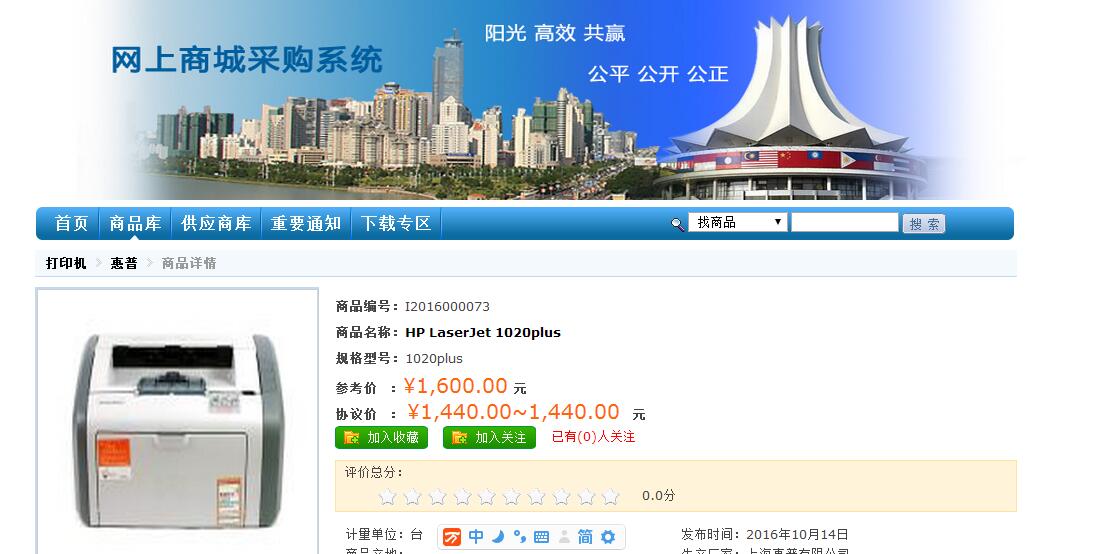 网上商城采购系统
阳光 高效 共赢
公平 公开 公正
首页 商品库 供应商库 重要通知 下载专区 找商品 搜 索
打印机 惠普 商品详情
商品编号：I2016000073
商品名称：HP LaserJet 1020plus
规格型号：1020plus
参考价 ：¥1,600.00 元
协议价 ：¥1,440.00~1,440.00 元
加入收藏 加入关注 已有(0)人关注
评价总分：
0.0分
计量单位：台 中 简 发布时间：2016年10月14日
商品产地： 生产厂家：上海惠普有限公司